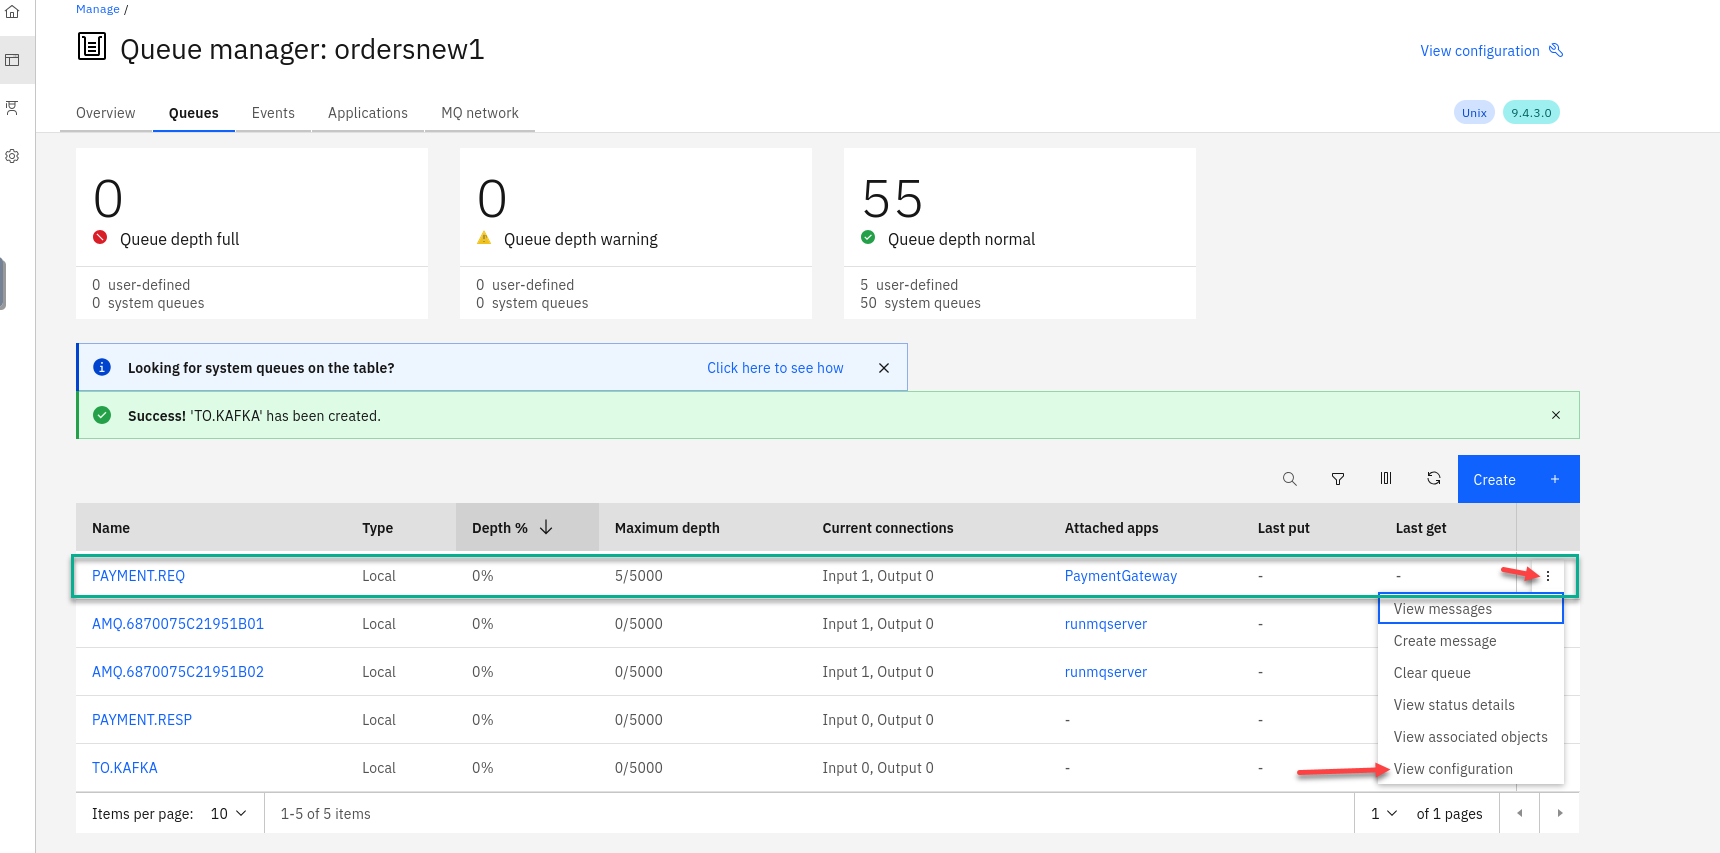 Manage /
Queue manager: ordersnew1
View configuration
Overview Queues Events Applications MQ network
Unix 9.4.3.0
0 0 55
Queue depth full Queue depth warning Queue depth normal
0 user-defined 0 user-defined 5 user-defined
0 system queues 0 system queues 50 system queues
Looking for system queues on the table? Click here to see how
Success! 'TO.KAFKA' has been created.
Create +
Name Type Depth % Maximum depth Current connections Attached apps Last put Last get
PAYMENT.REQ Local 0% 5/5000 Input 1, Output 0 PaymentGateway - -
AMQ.6870075C21951B01 Local 0% 0/5000 Input 1, Output 0 runmqserver -
AMQ.6870075C21951B02 Local 0% 0/5000 Input 1, Output 0 runmqserver -
PAYMENT.RESP Local 0% 0/5000 Input 0, Output 0 - -
TO.KAFKA Local 0% 0/5000 Input 0, Output 0 - -
View messages
Create message
Clear queue
View status details
View associated objects
View configuration
Items per page: 10 1-5 of 5 items 1 of 1 pages